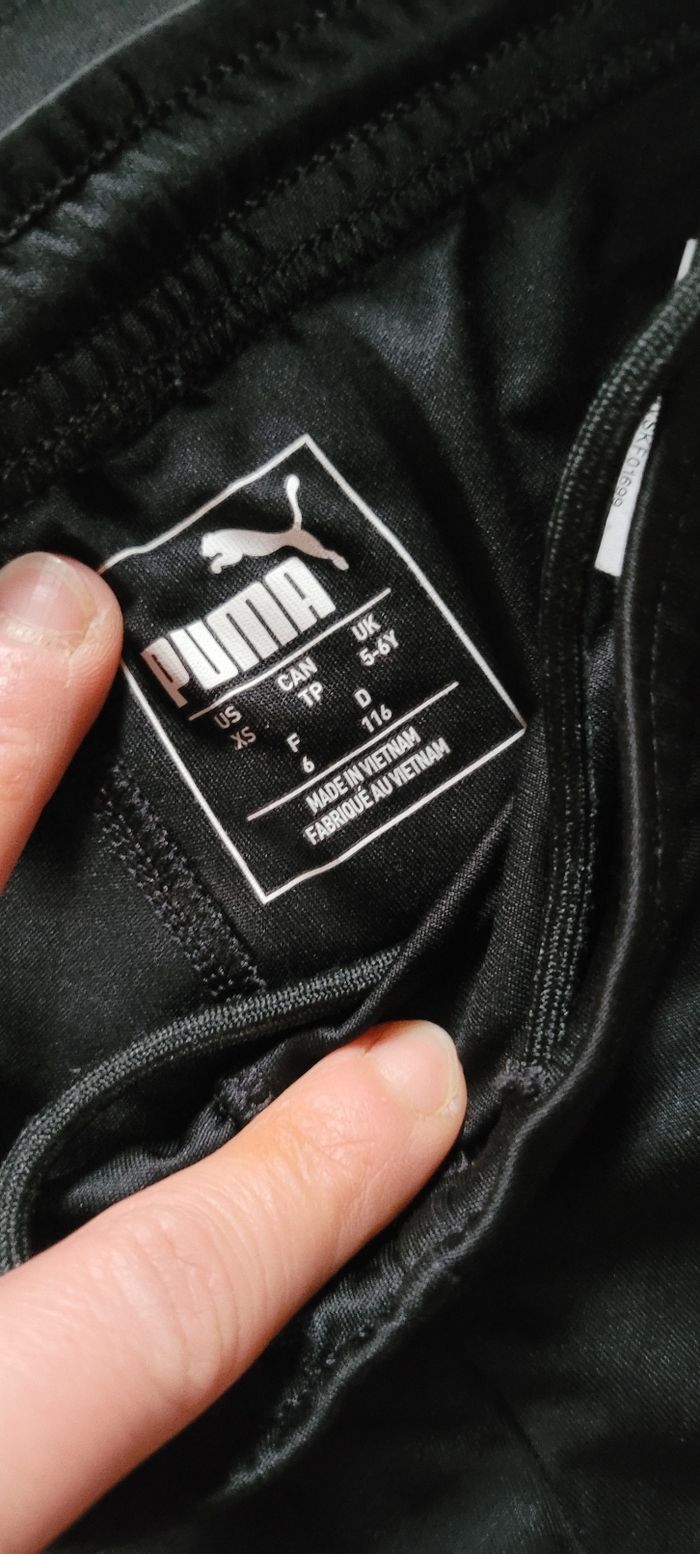 PUMA
US CAN UK
XS TP 5-6Y
F D
6 116
MADE IN VIETNAM
FABRIQUÉ AU VIETNAM